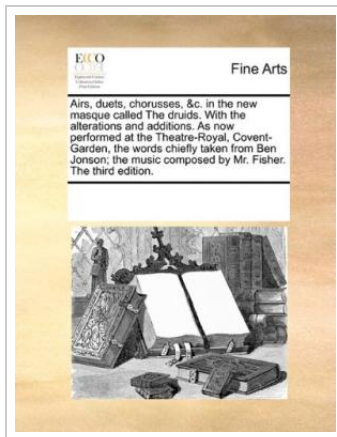 ECCO
Fine Arts
Airs, duets, chorusses, &c. in the new
masque called The druids. With the
alterations and additions. As now
performed at the Theatre-Royal, Covent-
Garden, the words chiefly taken from Ben
Jonson; the music composed by Mr. Fisher.
The third edition.